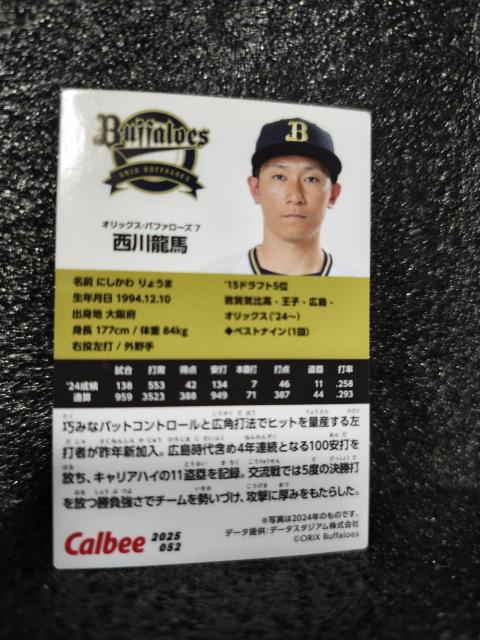 Buffaloes
ORIX BUFFALOES
B
オリックス・バファローズ 7
西川龍馬
名前 にしかわ りょうま
生年月日 1994.12.10
出身地 大阪府
身長 177cm / 体重 84kg
右投左打 / 外野手
'15ドラフト5位
敦賀気比高 - 王子 - 広島 -
オリックス('24～)
◆ベストナイン(1回)
試合 打席 得点 安打 本塁打 打点 盗塁 打率
'24成績 138 553 42 134 7 46 11 .258
通算 959 3523 388 949 71 387 44 .293
巧みなバットコントロールと広角打法でヒットを量産する左
打者が昨年新加入。広島時代含め4年連続となる100安打を
放ち、キャリアハイの11盗塁を記録。交流戦では5度の決勝打
を放つ勝負強さでチームを勢いづけ、攻撃に厚みをもたらした。
※写真は2024年のものです。
データ提供:データスタジアム株式会社
©ORIX Buffaloes
Calbee 2025
052